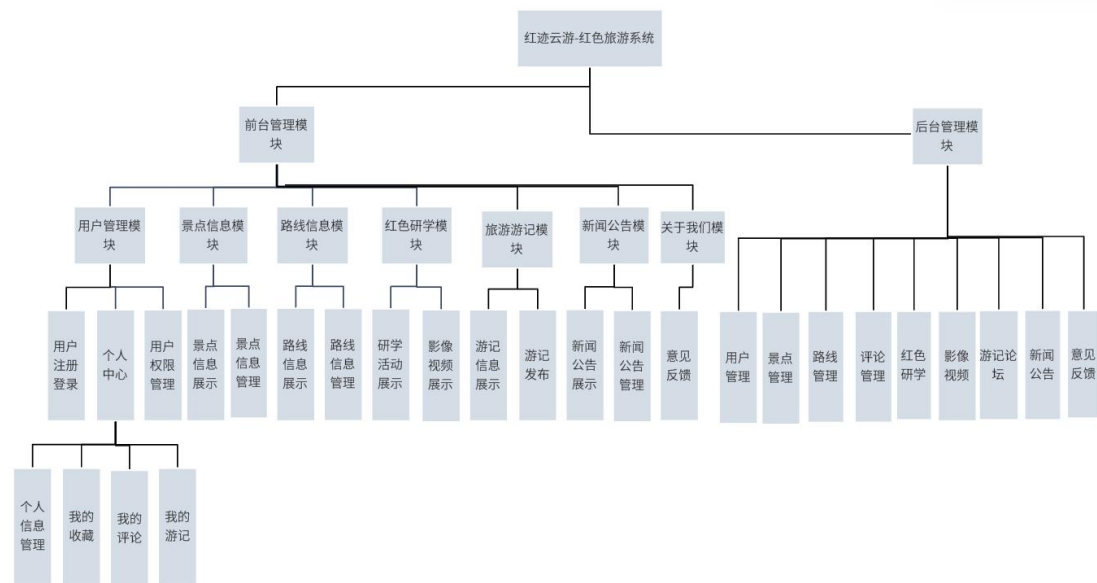 红迹云游-红色旅游系统
前台管理模
块
后台管理模
块
用户管理模
块
景点信息模
块
路线信息模
块
红色研学模
块
旅游游记模
块
新闻公告模
块
关于我们模
块
用户
注册
登录
个人
中心
用户
权限
管理
景点
信息
展示
景点
信息
管理
路线
信息
展示
路线
信息
管理
研学
活动
展示
影像
视频
展示
游记
信息
展示
游记
发布
新闻
公告
展示
新闻
公告
管理
意见
反馈
用户
管理
景点
管理
路线
管理
评论
管理
红色
研学
影像
视频
游记论
坛
新闻
公告
意见
反馈
个人
信息
管理
我的
收藏
我的
评论
我的
游记